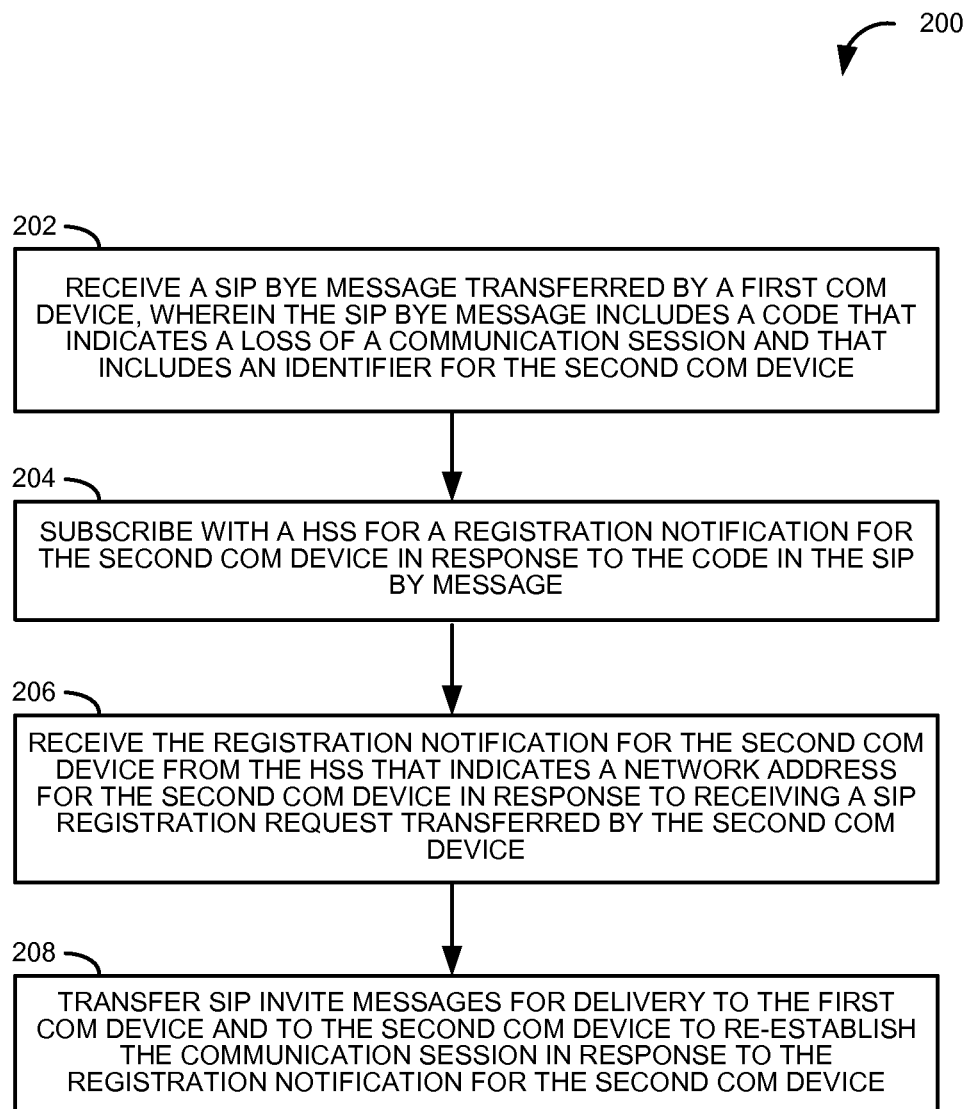 200
202
RECEIVE A SIP BYE MESSAGE TRANSFERRED BY A FIRST COM
DEVICE, WHEREIN THE SIP BYE MESSAGE INCLUDES A CODE THAT
INDICATES A LOSS OF A COMMUNICATION SESSION AND THAT
INCLUDES AN IDENTIFIER FOR THE SECOND COM DEVICE
204
SUBSCRIBE WITH A HSS FOR A REGISTRATION NOTIFICATION FOR
THE SECOND COM DEVICE IN RESPONSE TO THE CODE IN THE SIP
BY MESSAGE
206
RECEIVE THE REGISTRATION NOTIFICATION FOR THE SECOND COM
DEVICE FROM THE HSS THAT INDICATES A NETWORK ADDRESS
FOR THE SECOND COM DEVICE IN RESPONSE TO RECEIVING A SIP
REGISTRATION REQUEST TRANSFERRED BY THE SECOND COM
DEVICE
208
TRANSFER SIP INVITE MESSAGES FOR DELIVERY TO THE FIRST
COM DEVICE AND TO THE SECOND COM DEVICE TO RE-ESTABLISH
THE COMMUNICATION SESSION IN RESPONSE TO THE
REGISTRATION NOTIFICATION FOR THE SECOND COM DEVICE